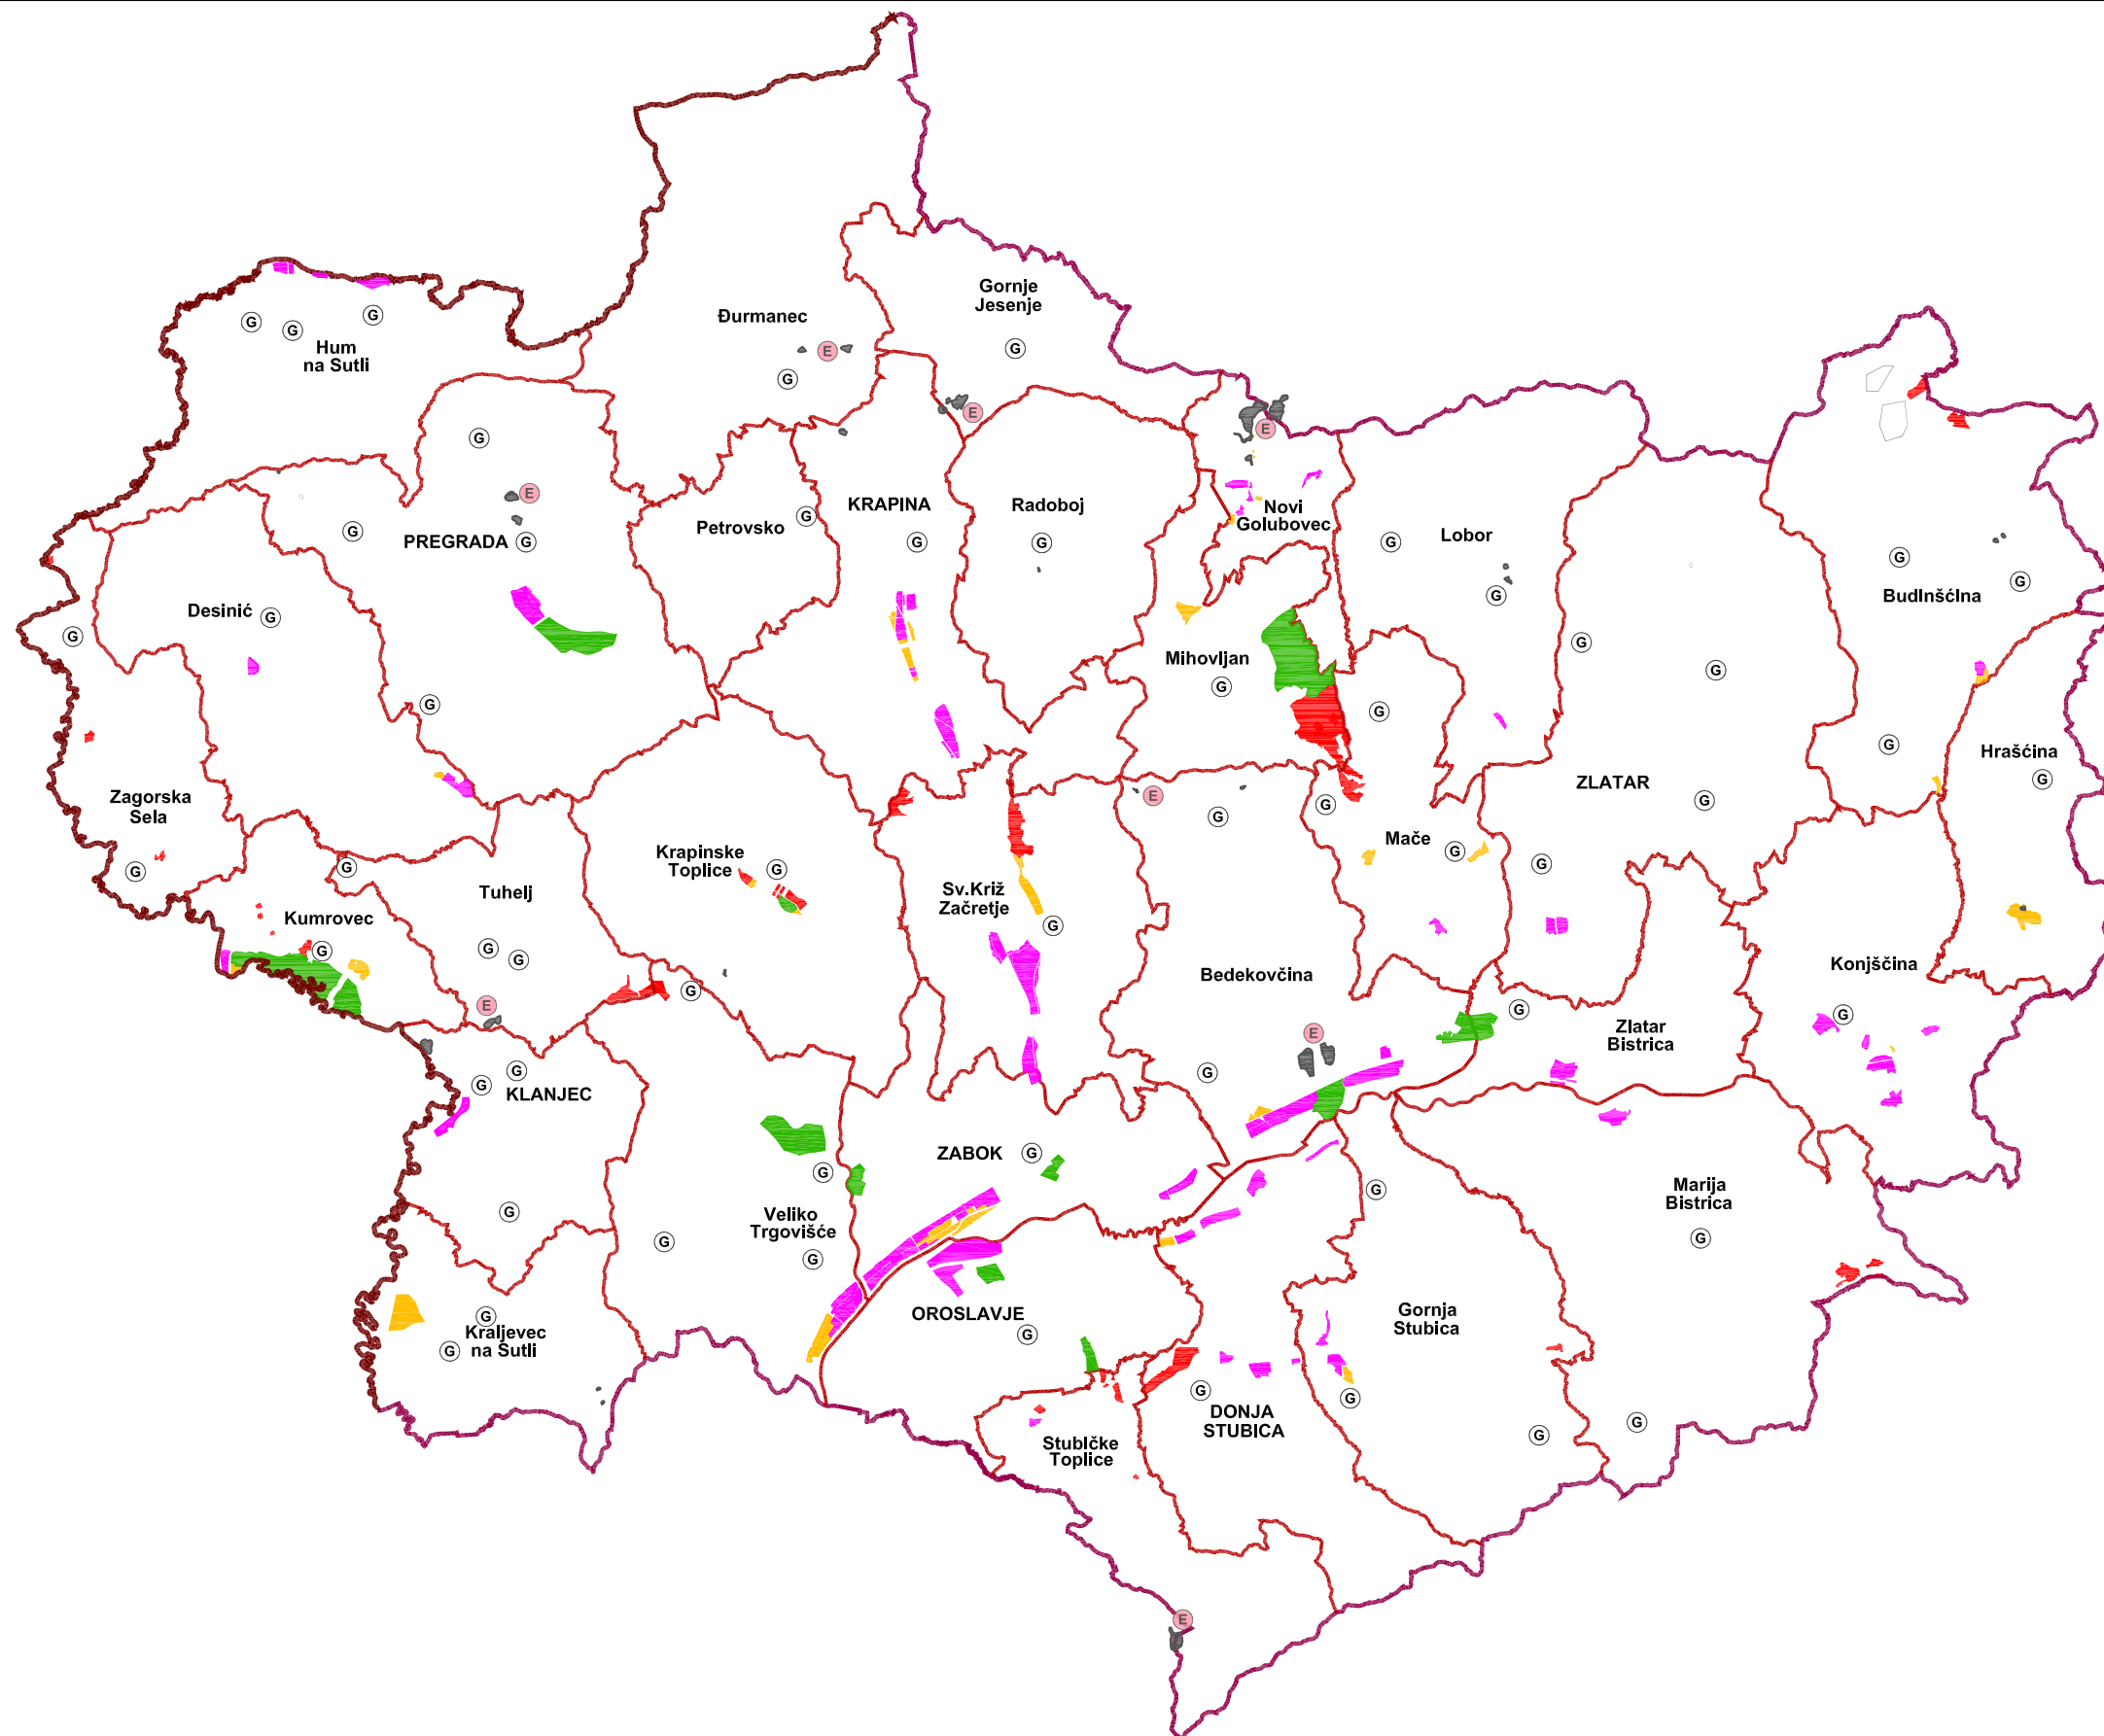 Gornje
Jesenje
Đurmanec
G
G
G
Hum
na Sutli
E
G
G
E
E
G
E
KRAPINA
Radoboj
Novi
Golubovec
G
Petrovsko
G
PREGRADA
G
G
G
G
Lobor
G
BudInšćIna
G
G
Desinić
G
G
G
Mihovljan
G
G
G
G
G
G
Hrašćina
G
Zagorska
Sela
ZLATAR
E
G
G
G
Mače
G
G
Krapinske
Toplice
G
G
G
Tuhelj
Sv.Križ
Začretje
G
Kumrovec
G
G
G
Bedekovčina
Konjščina
G
E
G
G
Zlatar
Bistrica
E
G
G
G
KLANJEC
ZABOK
G
G
G
Marija
Bistrica
G
G
Veliko
Trgovišće
G
G
G
OROSLAVJE
G
Gornja
Stubica
G
Kraljevec
na Sutli
G
G
G
DONJA
STUBICA
G
G
StubIčke
Toplice
E